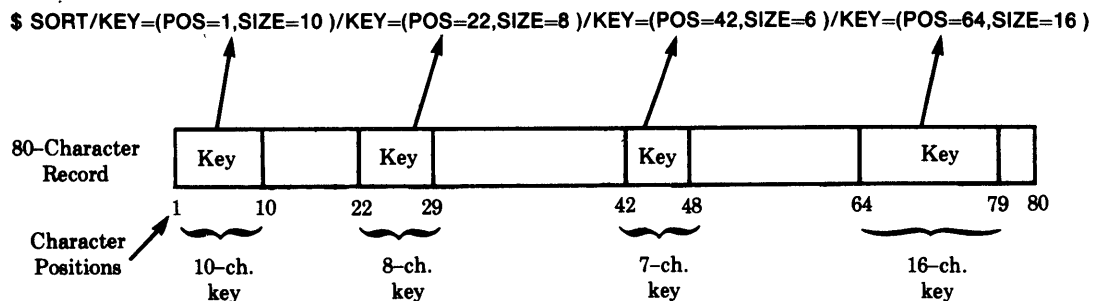 $ SORT/KEY=(POS=1,SIZE=10 )/KEY=(POS=22,SIZE=8 )/KEY=(POS=42,SIZE=6 )/KEY=(POS=64,SIZE=16 )
80–Character
Record
Key
Key
Key
Key
1
10
22
29
42
48
64
79
80
Character
Positions
10–ch.
key
8–ch.
key
7–ch.
key
16–ch.
key